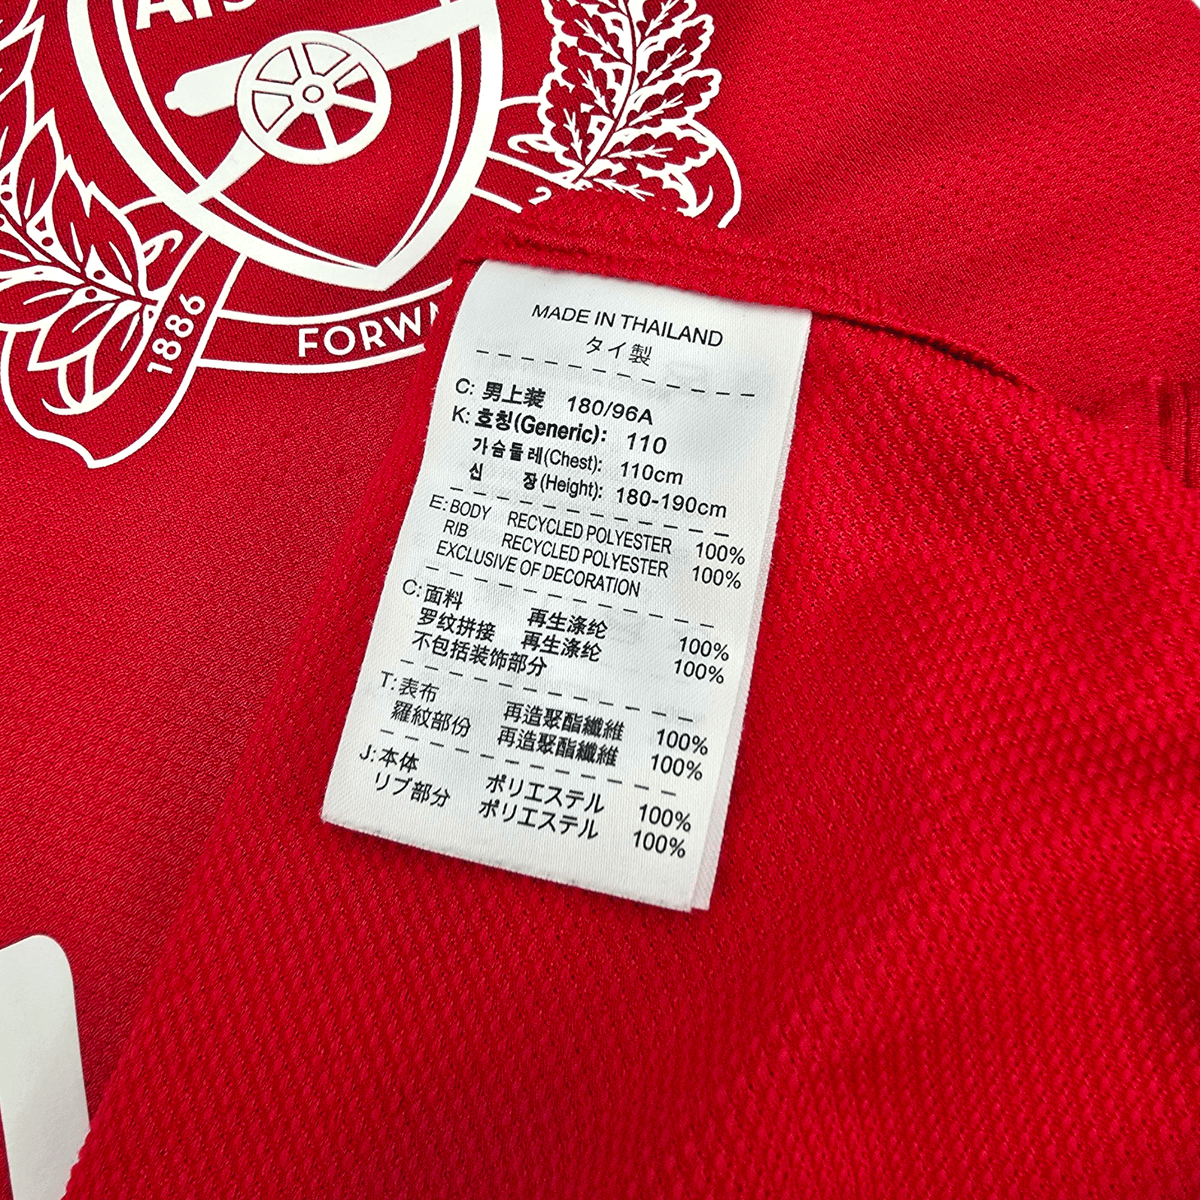 1886
FORW
MADE IN THAILAND
タイ製
C: 男上装 180/96A
K: 호칭(Generic): 110
가슴둘레(Chest): 110cm
신 장(Height): 180-190cm
E: BODY RECYCLED POLYESTER 100%
RIB RECYCLED POLYESTER 100%
EXCLUSIVE OF DECORATION
C: 面料 再生涤纶 100%
罗纹拼接 再生涤纶 100%
不包括装饰部分
T: 表布 再造聚酯纖維 100%
羅紋部份 再造聚酯纖維 100%
J: 本体 ポリエステル 100%
リブ部分 ポリエステル 100%